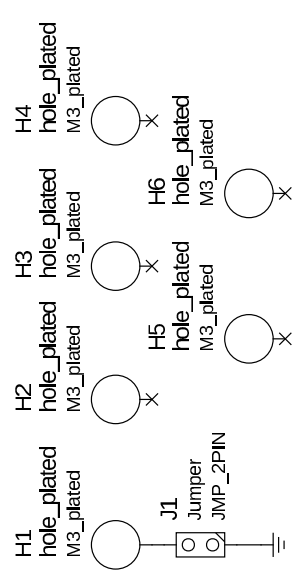 H4
hole_plated
M3_plated
H6
hole_plated
M3_plated
H3
hole_plated
M3_plated
H5
hole_plated
M3_plated
H2
hole_plated
M3_plated
H1
hole_plated
M3_plated
J1
Jumper
JMP_2PIN